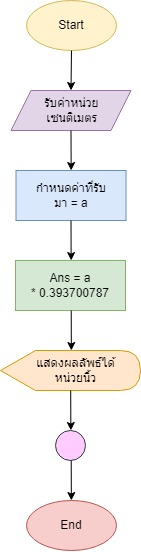 Start
รับค่าหน่วย
เซนติเมตร
กำหนดค่าที่รับ
มา = a
Ans = a
* 0.393700787
แสดงผลลัพธ์ได้
หน่วยนิ้ว
End